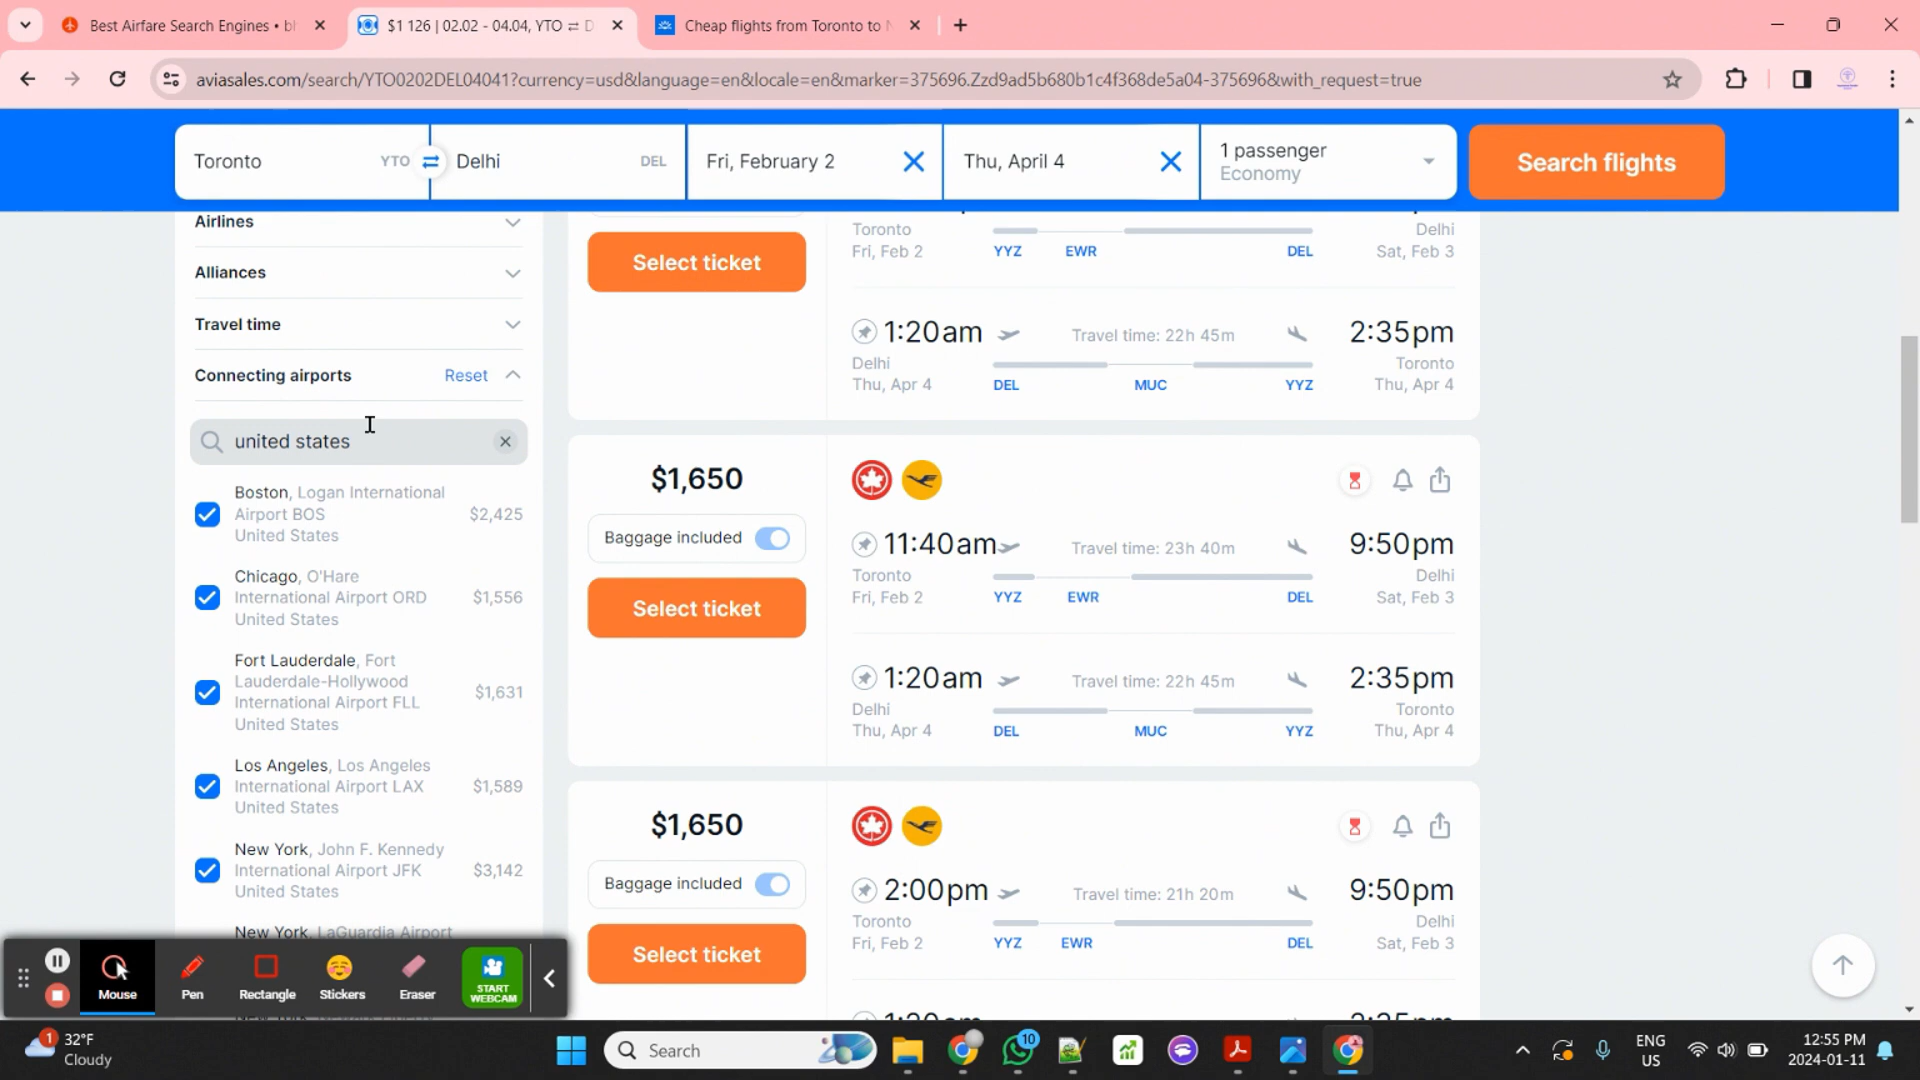 Best Airfare Search Engines • bl
$1 126 | 02.02 - 04.04, YTO ⇄ D
Cheap flights from Toronto to N
aviasales.com/search/YTO0202DEL04041?currency=usd&language=en&locale=en&marker=375696.Zzd9ad5b680b1c4f368de5a04-375696&with_request=true
Toronto YTO
Delhi DEL
Fri, February 2
Thu, April 4
1 passenger
Economy
Search flights
Airlines
Alliances
Travel time
Connecting airports Reset
united states
Boston, Logan International
Airport BOS
United States
$2,425
Chicago, O'Hare
International Airport ORD
United States
$1,556
Fort Lauderdale, Fort
Lauderdale-Hollywood
International Airport FLL
United States
$1,631
Los Angeles, Los Angeles
International Airport LAX
United States
$1,589
New York, John F. Kennedy
International Airport JFK
United States
$3,142
New York, LaGuardia Airport
Select ticket
Toronto
Fri, Feb 2
YYZ EWR DEL
Delhi
Sat, Feb 3
1:20am Travel time: 22h 45m 2:35pm
Delhi
Thu, Apr 4
DEL MUC YYZ
Toronto
Thu, Apr 4
$1,650
Baggage included
Select ticket
11:40am Travel time: 23h 40m 9:50pm
Toronto
Fri, Feb 2
YYZ EWR DEL
Delhi
Sat, Feb 3
1:20am Travel time: 22h 45m 2:35pm
Delhi
Thu, Apr 4
DEL MUC YYZ
Toronto
Thu, Apr 4
$1,650
Baggage included
Select ticket
2:00pm Travel time: 21h 20m 9:50pm
Toronto
Fri, Feb 2
YYZ EWR DEL
Delhi
Sat, Feb 3
Mouse
Pen
Rectangle
Stickers
Eraser
START
WEBCAM
1
32°F
Cloudy
Search
10
ENG
US
12:55 PM
2024-01-11